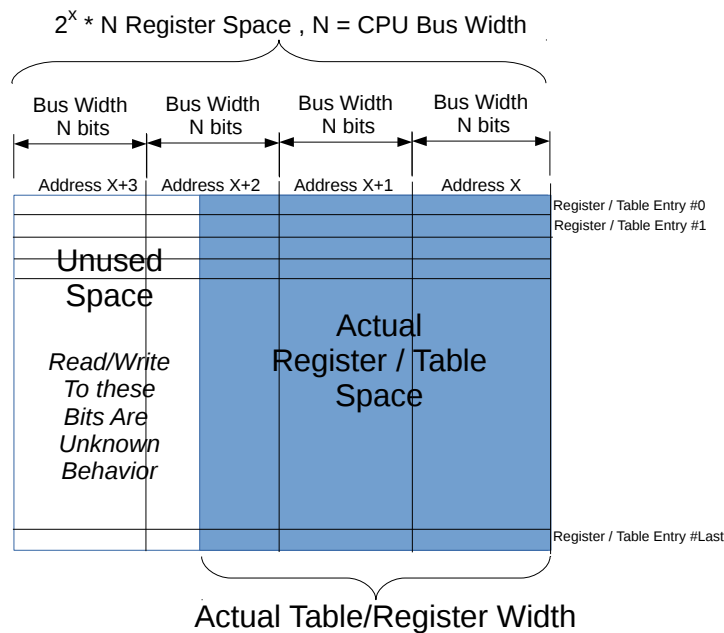 2^x * N Register Space , N = CPU Bus Width
Bus Width
N bits
Bus Width
N bits
Bus Width
N bits
Bus Width
N bits
Address X+3
Address X+2
Address X+1
Address X
Register / Table Entry #0
Register / Table Entry #1
Unused
Space
Actual
Register / Table
Space
Read/Write
To these
Bits Are
Unknown
Behavior
Register / Table Entry #Last
Actual Table/Register Width